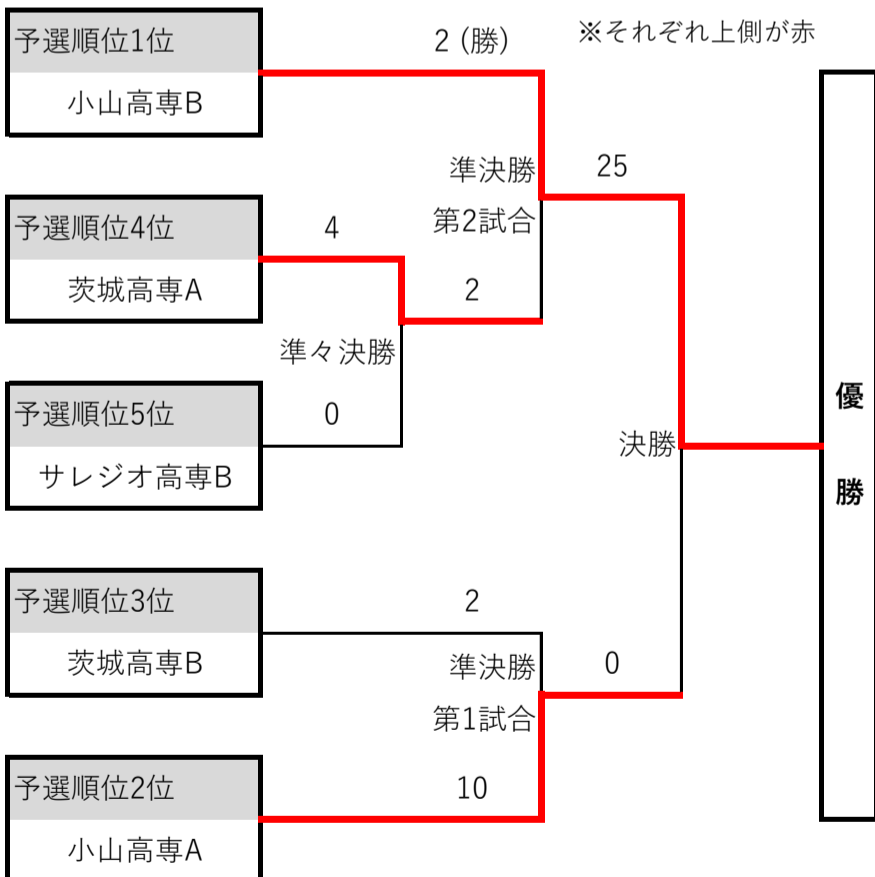 予選順位1位
小山高専B
2 (勝)
※それぞれ上側が赤
準決勝
第2試合
25
予選順位4位
茨城高専A
4
2
準々決勝
予選順位5位
サレジオ高専B
0
決勝
優
勝
予選順位3位
茨城高専B
2
準決勝
第1試合
0
予選順位2位
小山高専A
10